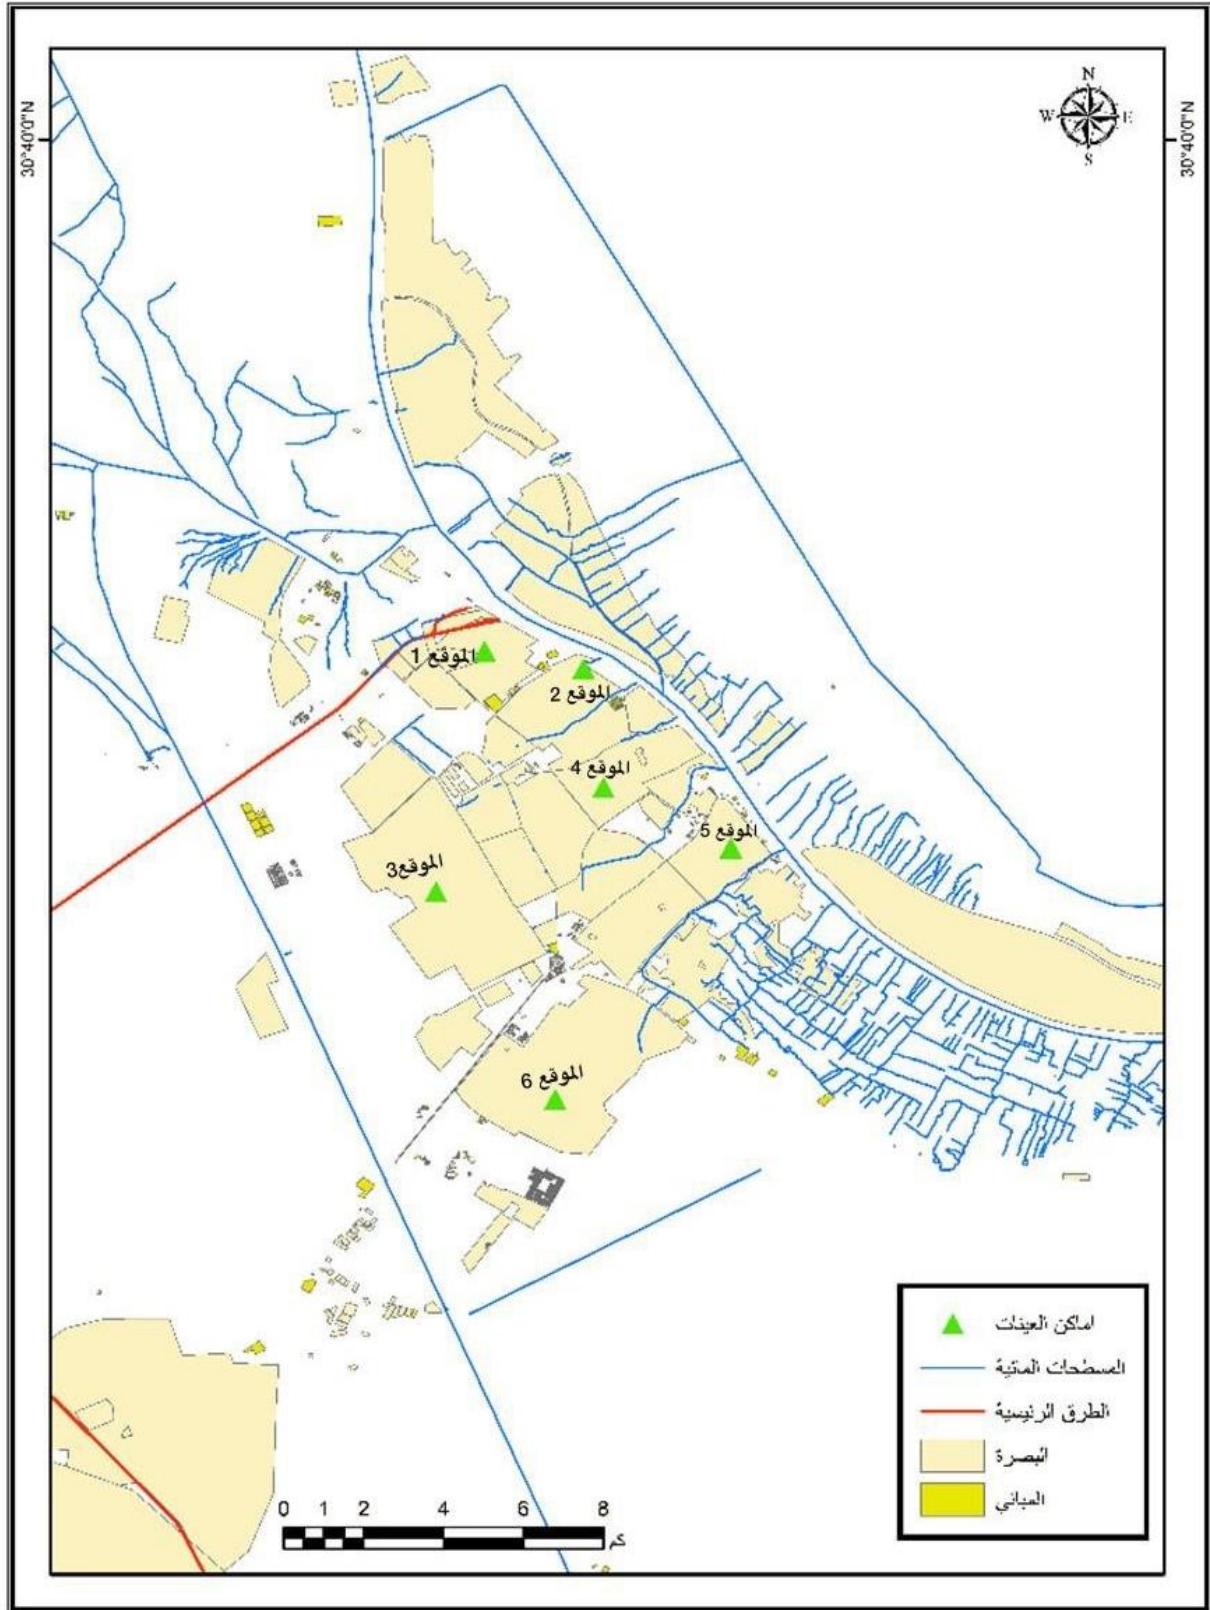 N
W E
S
30°40'0"N
30°40'0"N
الموقع 1
الموقع 2
الموقع 4
الموقع 5
الموقع3
الموقع 6
اماكن العينات
المسطحات المائية
الطرق الرئيسية
البصرة
المباني
0 1 2 4 6 8
كم